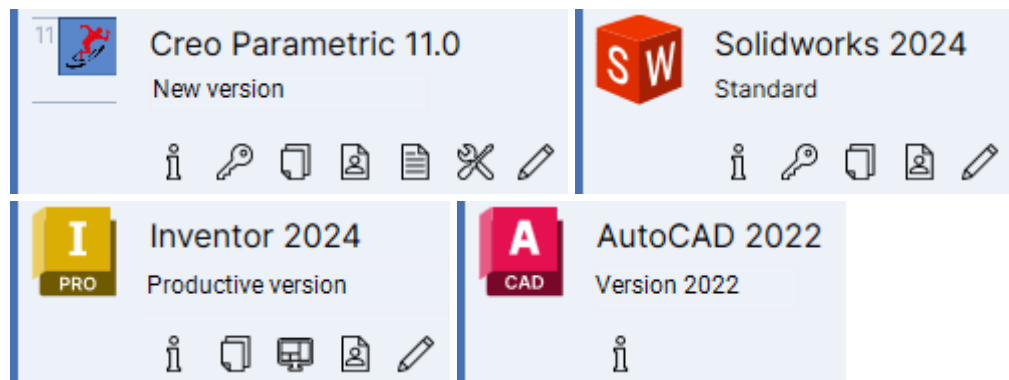 11
Creo Parametric 11.0
New version
SW
Solidworks 2024
Standard
I
PRO
Inventor 2024
Productive version
A
CAD
AutoCAD 2022
Version 2022